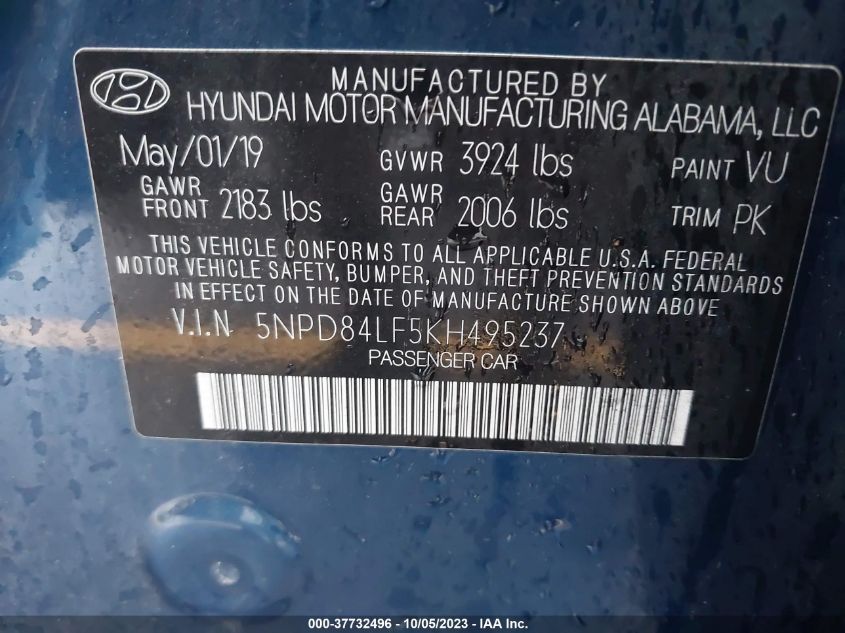 MANUFACTURED BY
HYUNDAI MOTOR MANUFACTURING ALABAMA, LLC
May/01/19 GVWR 3924 lbs PAINT VU
GAWR FRONT 2183 lbs GAWR REAR 2006 lbs TRIM PK
THIS VEHICLE CONFORMS TO ALL APPLICABLE U.S.A. FEDERAL
MOTOR VEHICLE SAFETY, BUMPER, AND THEFT PREVENTION STANDARDS
IN EFFECT ON THE DATE OF MANUFACTURE SHOWN ABOVE
V.I.N 5NPD84LF5KH495237
PASSENGER CAR
000-37732496 - 10/05/2023 - IAA Inc.